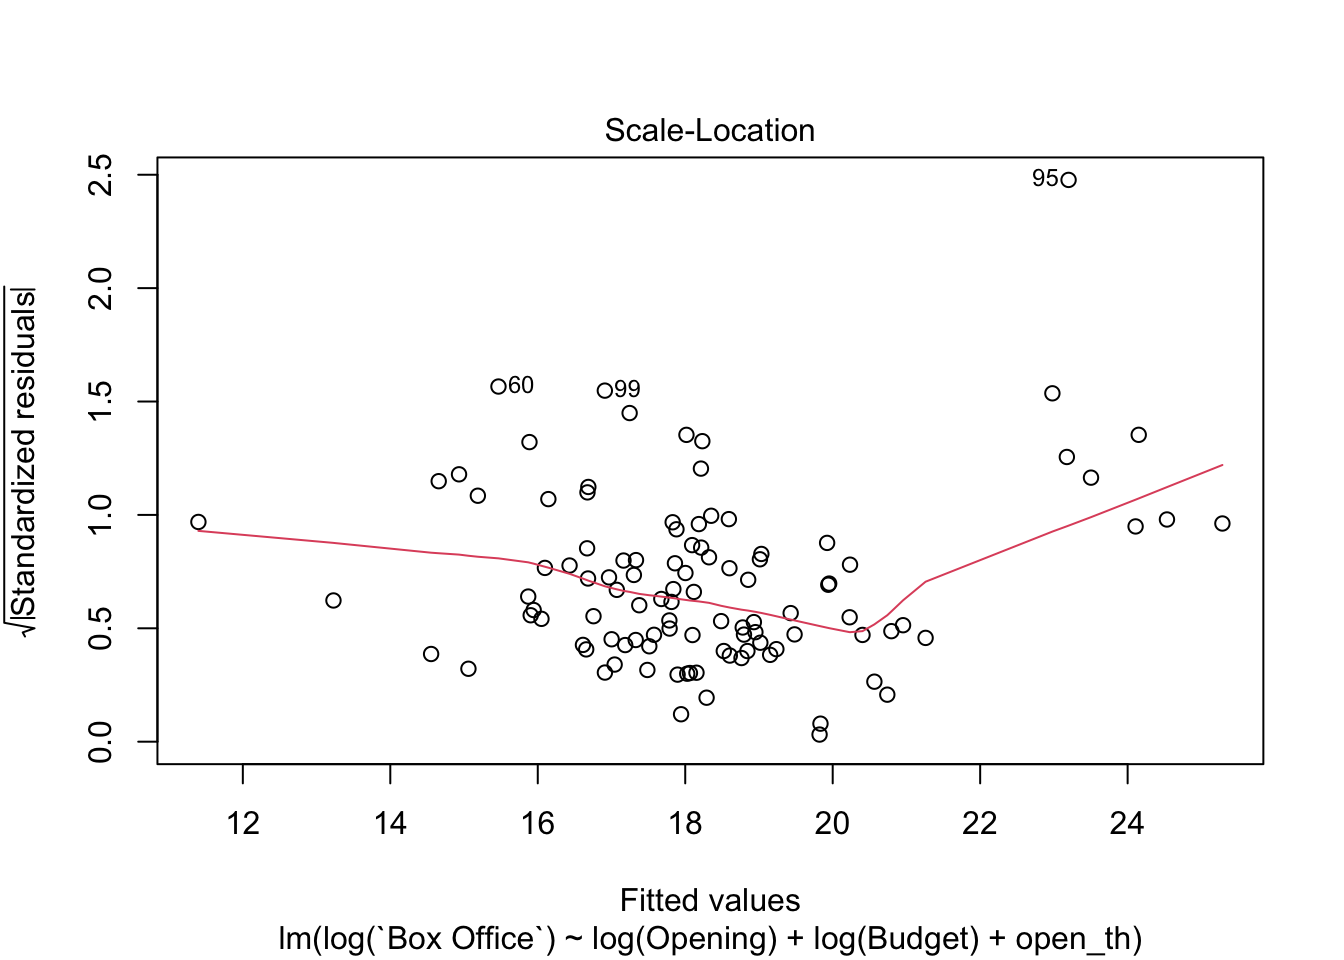 Scale-Location
√|Standardized residuals|
2.5
2.0
1.5
1.0
0.5
0.0
95
60
99
12 14 16 18 20 22 24
Fitted values
lm(log(`Box Office`) ~ log(Opening) + log(Budget) + open_th)